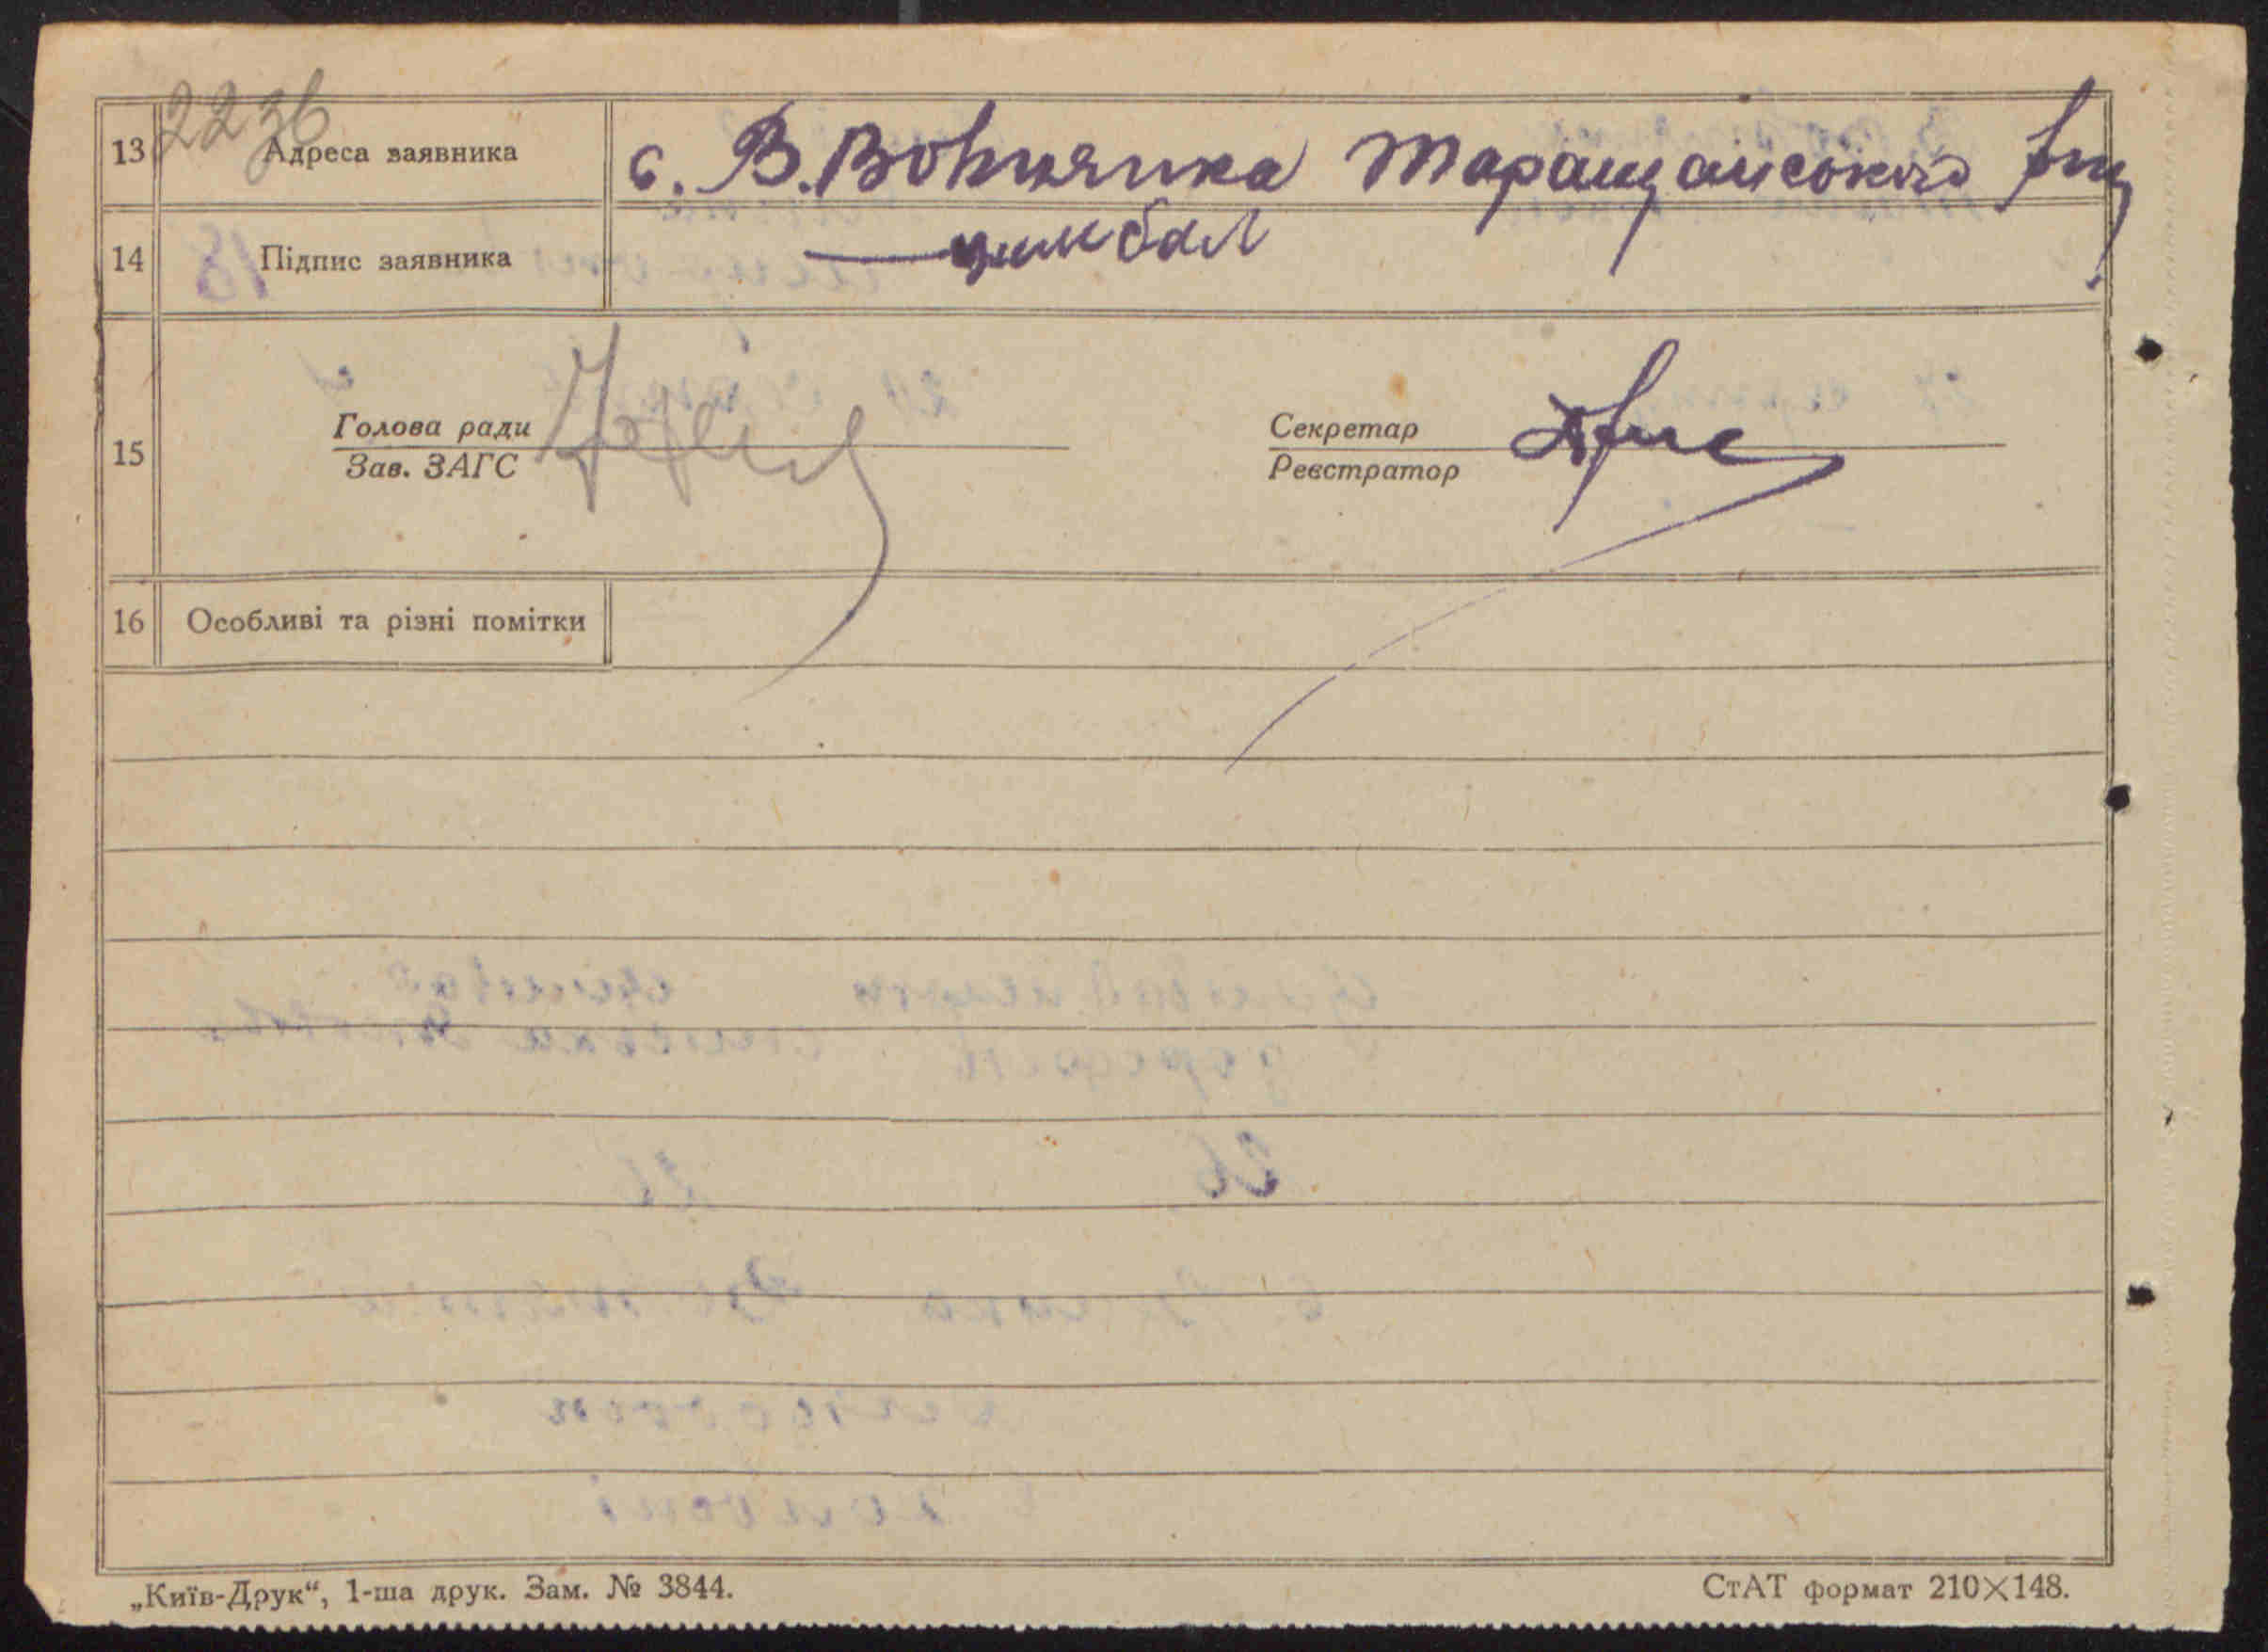 2236
13 Адреса заявника с. В. Вовнянка Таращанського
14 Підпис заявника Цимбал
15 Голова ради Секретар
Зав. ЗАГС Реєстратор
16 Особливі та різні помітки
„Київ-Друк“, 1-ша друк. Зам. № 3844. СтАТ формат 210×148.